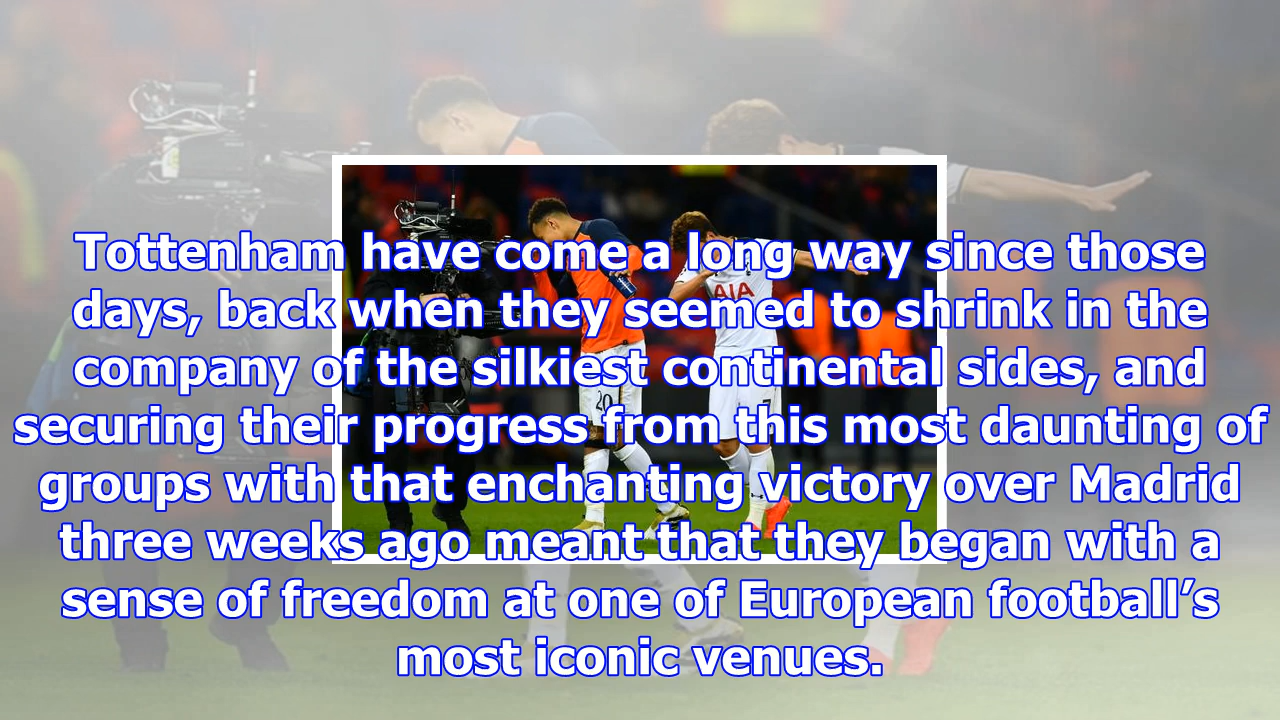 Tottenham have come a long way since those
days, back when they seemed to shrink in the
company of the silkiest continental sides, and
securing their progress from this most daunting of
groups with that enchanting victory over Madrid
three weeks ago meant that they began with a
sense of freedom at one of European football’s
most iconic venues.
AIA
20
7